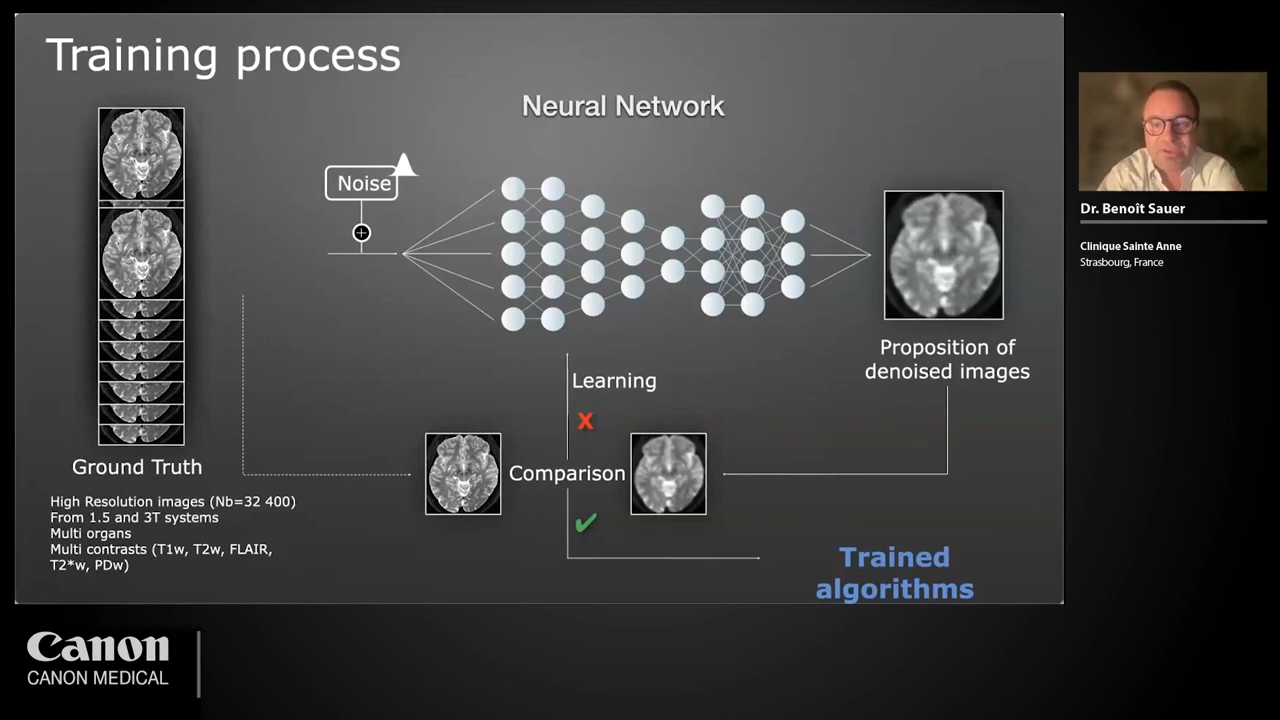 Training process
Neural Network
Noise
Proposition of
denoised images
Learning
X
Comparison
Ground Truth
High Resolution images (Nb=32 400)
From 1.5 and 3T systems
Multi organs
Multi contrasts (T1w, T2w, FLAIR,
T2*w, PDw)
Trained
algorithms
Dr. Benoît Sauer
Clinique Sainte Anne
Strasbourg, France
Canon
CANON MEDICAL